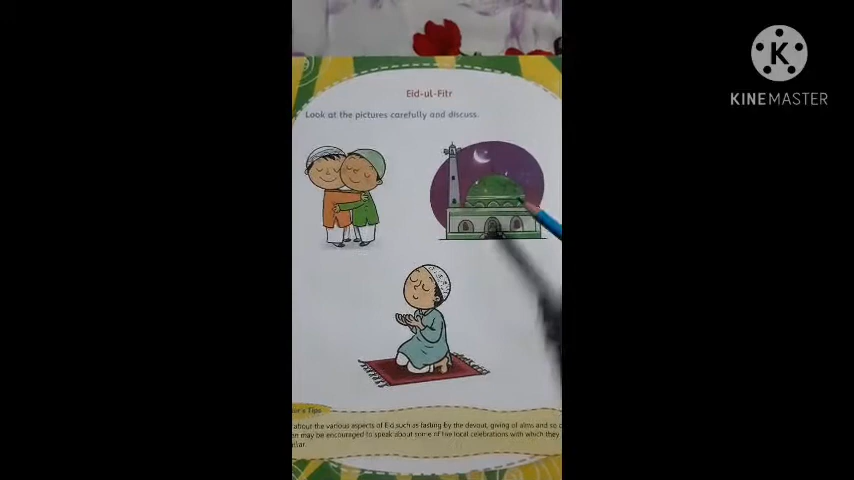 K
KINEMASTER
Eid-ul-Fitr
Look at the pictures carefully and discuss.
Tips
about the various aspects of Eid such as fasting by the devout, giving of alms and so
may be encouraged to speak about some of the local celebrations with which they